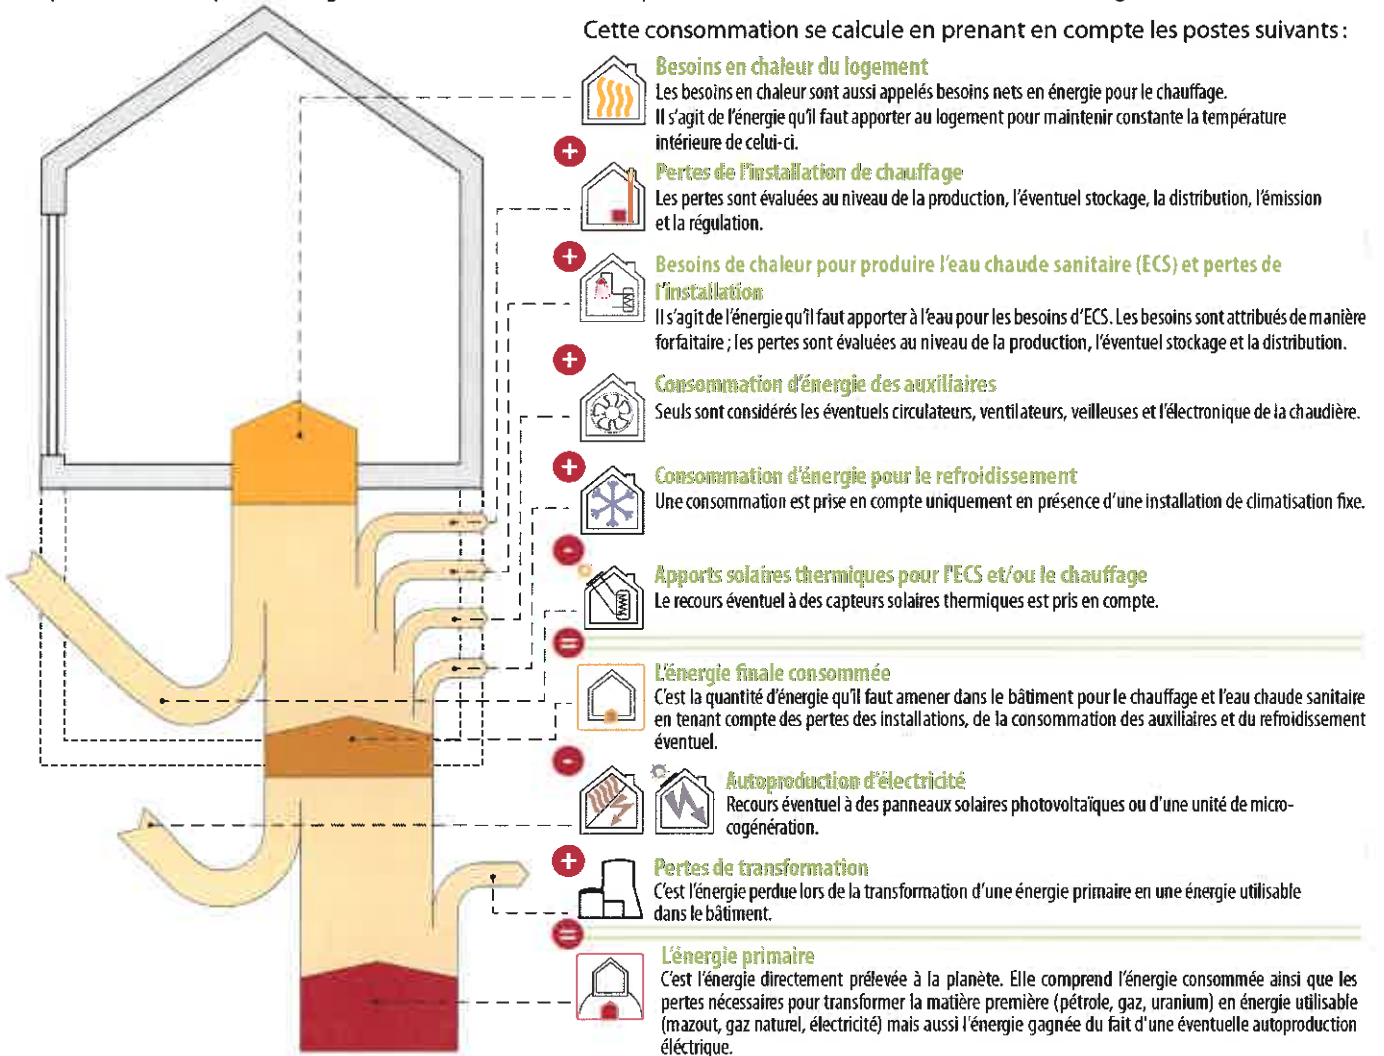 Cette consommation se calcule en prenant en compte les postes suivants :
Besoins en chaleur du logement
Les besoins en chaleur sont aussi appelés besoins nets en énergie pour le chauffage.
Il s'agit de l'énergie qu'il faut apporter au logement pour maintenir constante la température
intérieure de celui-ci.
+
Pertes de l'installation de chauffage
Les pertes sont évaluées au niveau de la production, l'éventuel stockage, la distribution, l'émission
et la régulation.
+
Besoins de chaleur pour produire l'eau chaude sanitaire (ECS) et pertes de
l'installation
Il s'agit de l'énergie qu'il faut apporter à l'eau pour les besoins d'ECS. Les besoins sont attribués de manière
forfaitaire ; les pertes sont évaluées au niveau de la production, l'éventuel stockage et la distribution.
+
Consommation d'énergie des auxiliaires
Seuls sont considérés les éventuels circulateurs, ventilateurs, veilleuses et l'électronique de la chaudière.
+
Consommation d'énergie pour le refroidissement
Une consommation est prise en compte uniquement en présence d'une installation de climatisation fixe.
-
Apports solaires thermiques pour l'ECS et/ou le chauffage
Le recours éventuel à des capteurs solaires thermiques est pris en compte.
=
L'énergie finale consommée
C'est la quantité d'énergie qu'il faut amener dans le bâtiment pour le chauffage et l'eau chaude sanitaire
en tenant compte des pertes des installations, de la consommation des auxiliaires et du refroidissement
éventuel.
-
Autoproduction d'électricité
Recours éventuel à des panneaux solaires photovoltaïques ou d'une unité de micro-
cogénération.
+
Pertes de transformation
C'est l'énergie perdue lors de la transformation d'une énergie primaire en une énergie utilisable
dans le bâtiment.
=
L'énergie primaire
C'est l'énergie directement prélevée à la planète. Elle comprend l'énergie consommée ainsi que les
pertes nécessaires pour transformer la matière première (pétrole, gaz, uranium) en énergie utilisable
(mazout, gaz naturel, électricité) mais aussi l'énergie gagnée du fait d'une éventuelle autoproduction
éléctrique.